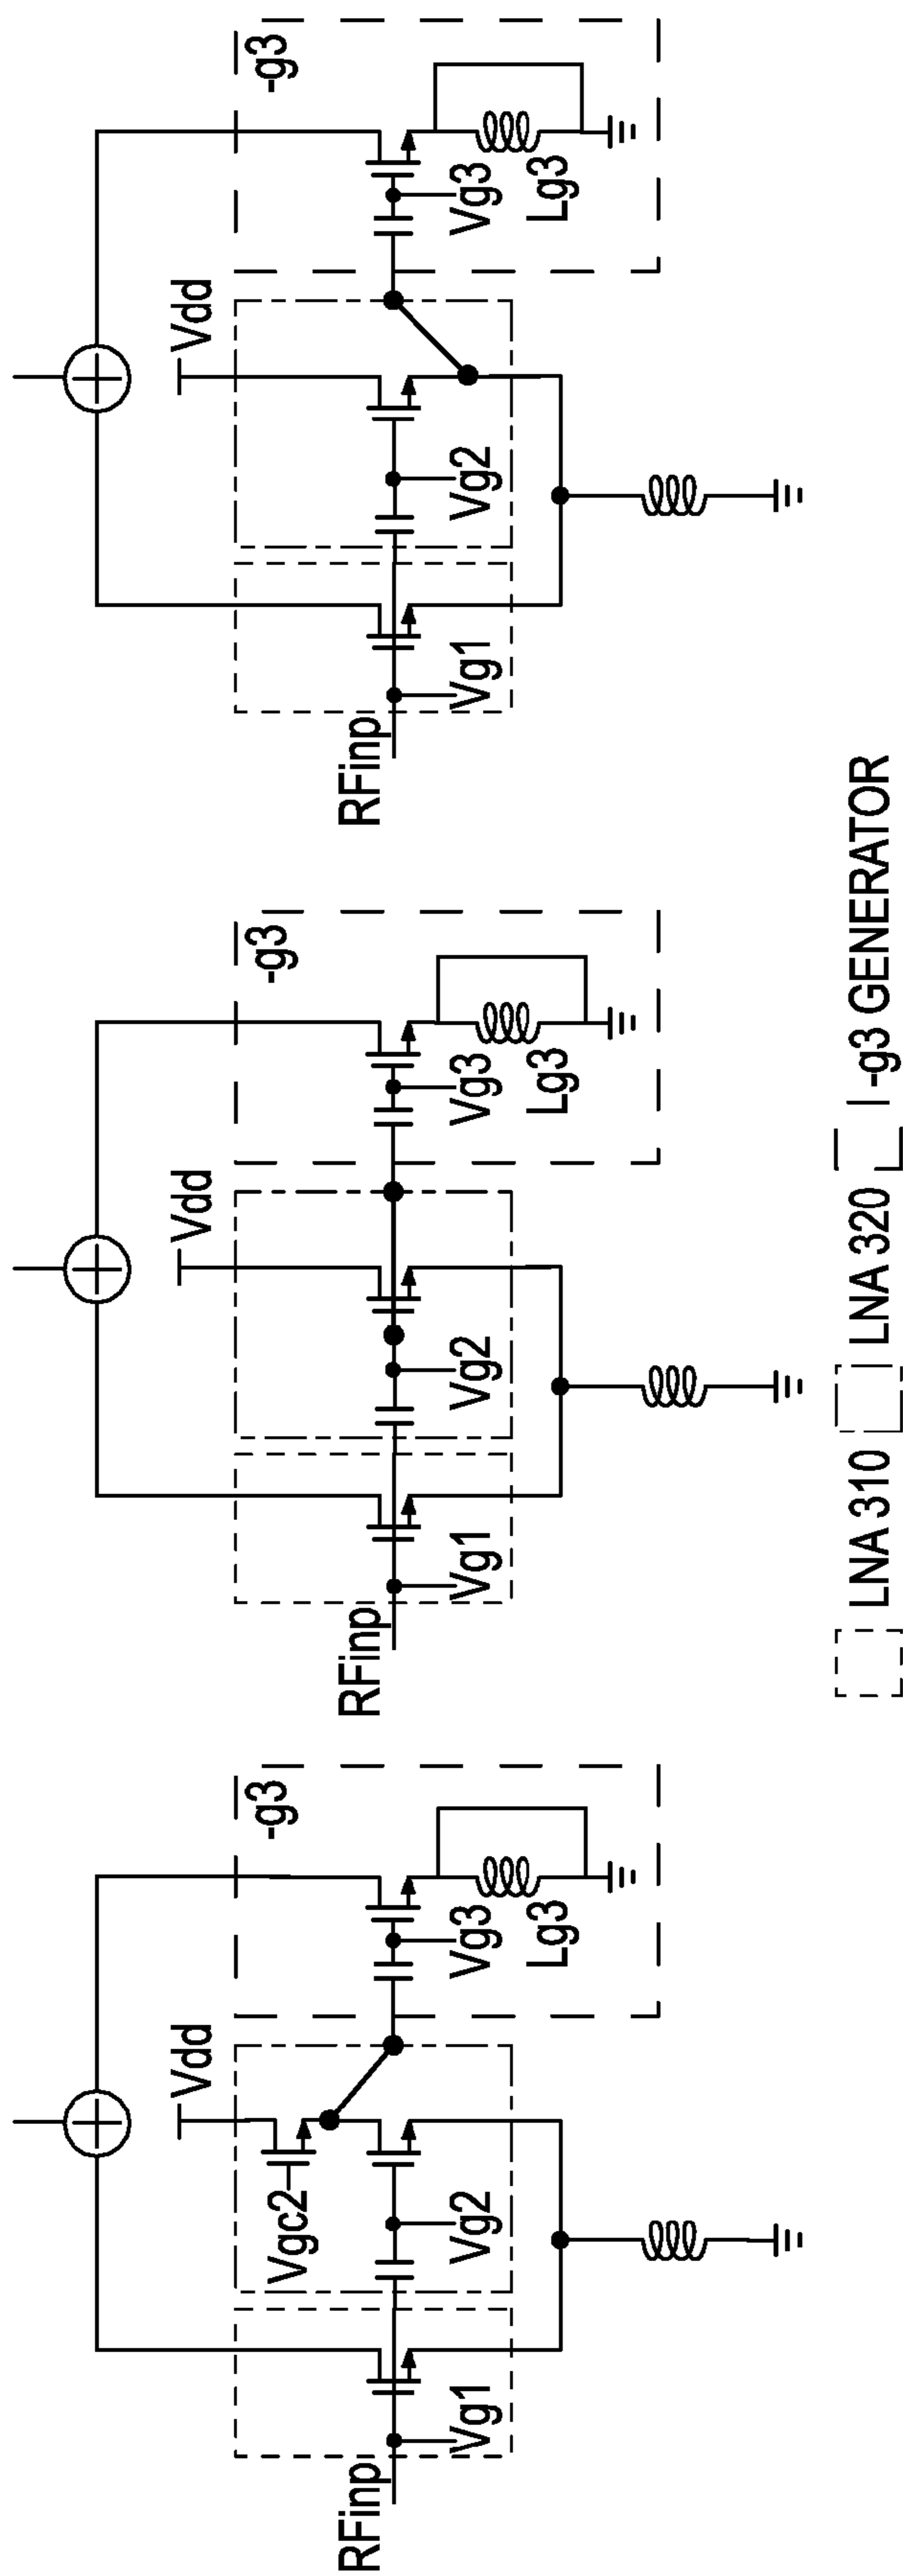 Vdd
-g3
Vgc2
RFinp
Vg1
Vg2
Vg3
Lg3
Vdd
-g3
RFinp
Vg1
Vg2
Vg3
Lg3
Vdd
-g3
RFinp
Vg1
Vg2
Vg3
Lg3
LNA 310
LNA 320
-g3 GENERATOR